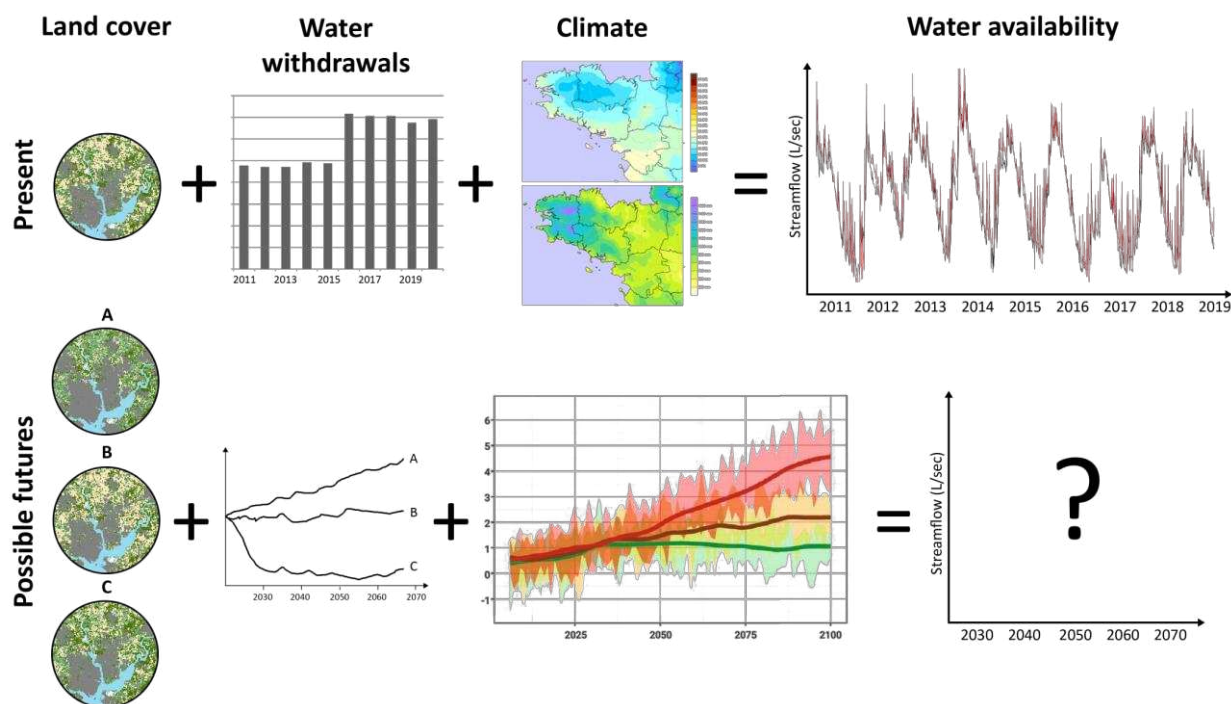 Land cover
Water
withdrawals
Climate
Water availability
Present
2011 2013 2015 2017 2019
Streamflow (L/sec)
2011 2012 2013 2014 2015 2016 2017 2018 2019
+
+
=
Possible futures
A
B
C
+
A
B
C
2030 2040 2050 2060 2070
+
6
5
4
3
2
1
0
-1
2025 2050 2075 2100
=
Streamflow (L/sec)
?
2030 2040 2050 2060 2070